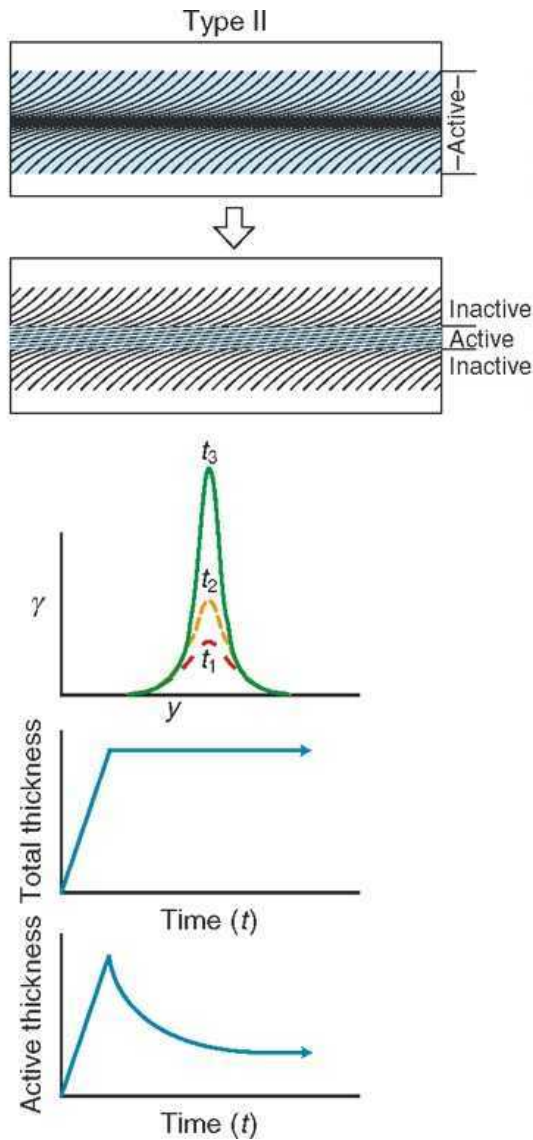 Type II
–Active–
Inactive
Active
Inactive
t3
t2
t1
γ
y
Total thickness
Time (t)
Active thickness
Time (t)